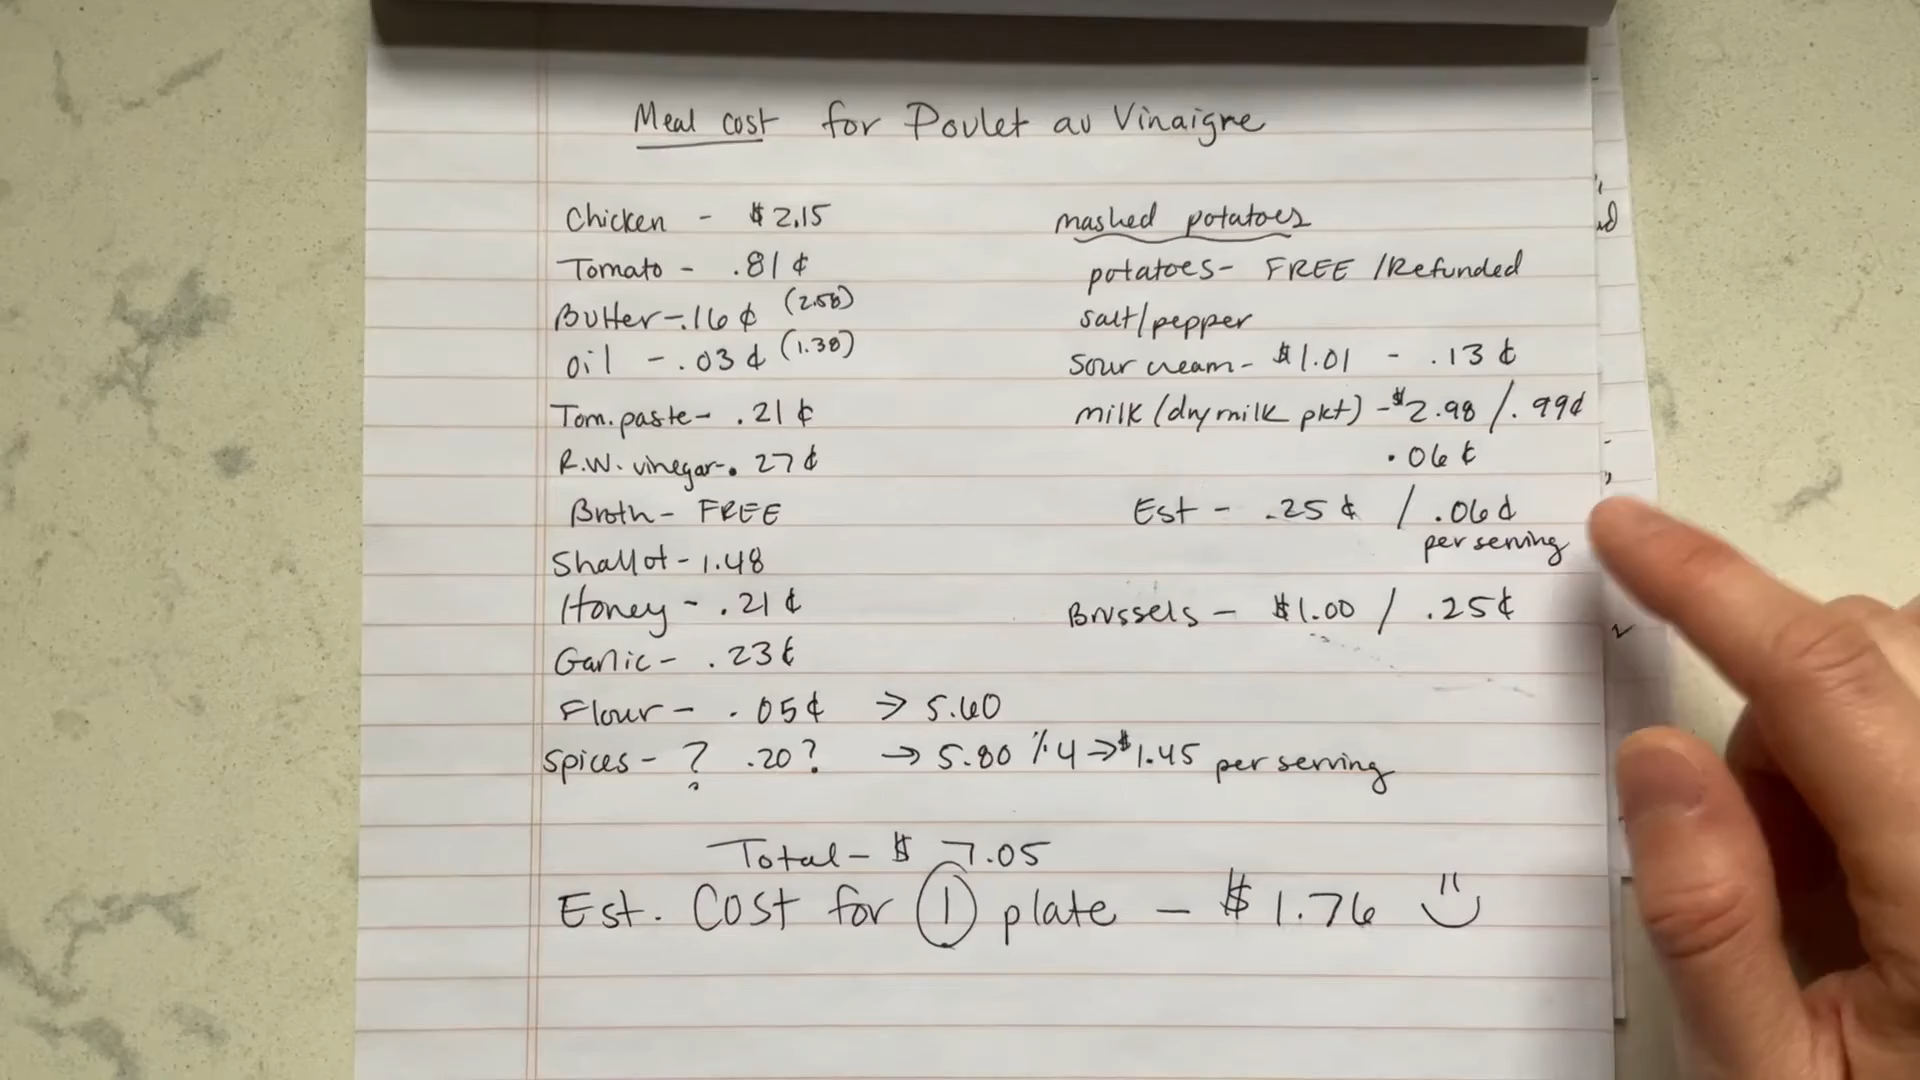 Meal cost for Poulet au Vinaigre
Chicken - $2.15
Tomato - .81¢
Butter - .16¢ (2.58)
oil - .03¢ (1.38)
Tom. paste - .21¢
R.W. vinegar - .27¢
Broth - FREE
Shallot - 1.48
Honey - .21¢
Garlic - .23¢
Flour - .05¢ → 5.60
Spices - ? .20? → 5.80 % 4 → $1.45 per serving
mashed potatoes
potatoes - FREE /Refunded
salt/pepper
Sour cream - $1.01 - .13¢
milk (dry milk pkt) - $2.98 / .99¢
.06¢
Est - .25¢ / .06¢
per serving
Brussels - $1.00 / .25¢
Total - $ 7.05
Est. Cost for 1 plate - $1.76